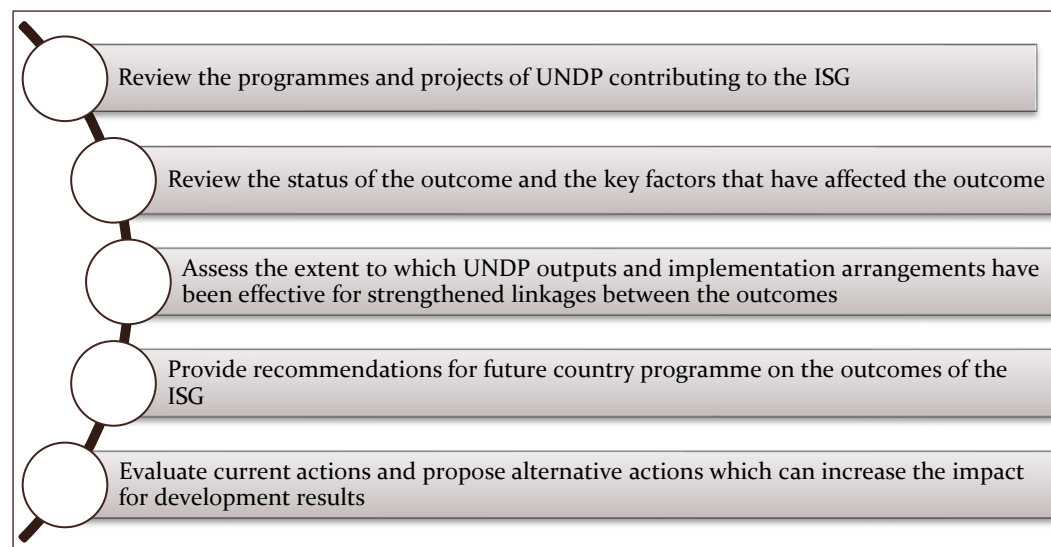 Review the programmes and projects of UNDP contributing to the ISG
Review the status of the outcome and the key factors that have affected the outcome
Assess the extent to which UNDP outputs and implementation arrangements have
been effective for strengthened linkages between the outcomes
Provide recommendations for future country programme on the outcomes of the
ISG
Evaluate current actions and propose alternative actions which can increase the impact
for development results